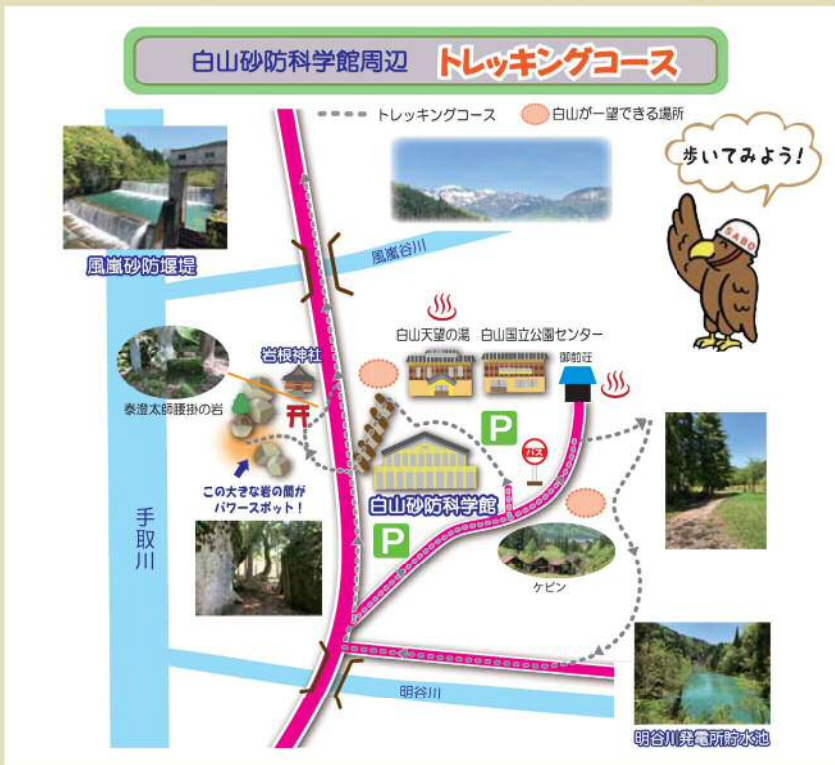 白山砂防科学館周辺 トレッキングコース
トレッキングコース
白山が一望できる場所
歩いてみよう!
SABO
風嵐砂防堰堤
風嵐谷川
白山天望の湯
白山国立公園センター
御前荘
岩根神社
泰澄大師腰掛の岩
P
バス
この大きな岩の間が
パワースポット!
白山砂防科学館
手取川
P
ケビン
明谷川
明谷川発電所貯水池